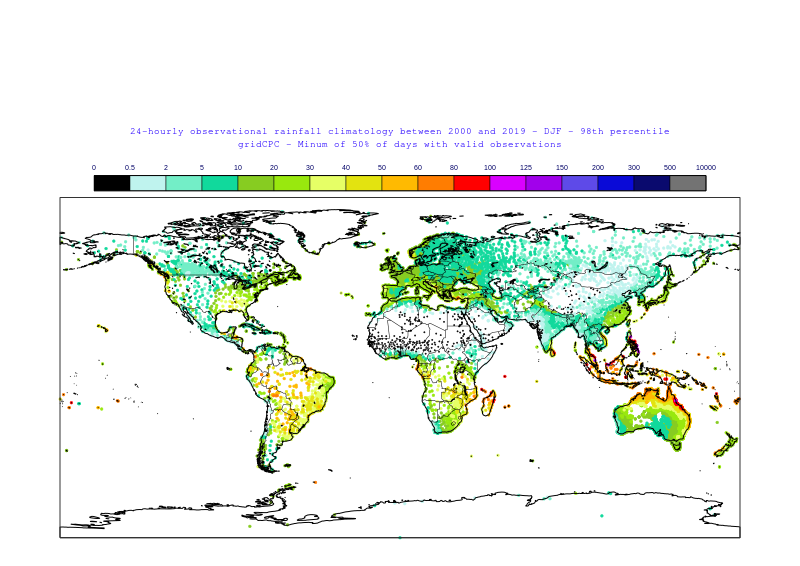 24-hourly observational rainfall climatology between 2000 and 2019 - DJF - 98th percentile
gridCPC - Minum of 50% of days with valid observations
0 0.5 2 5 10 20 30 40 50 60 80 100 125 150 200 300 500 10000